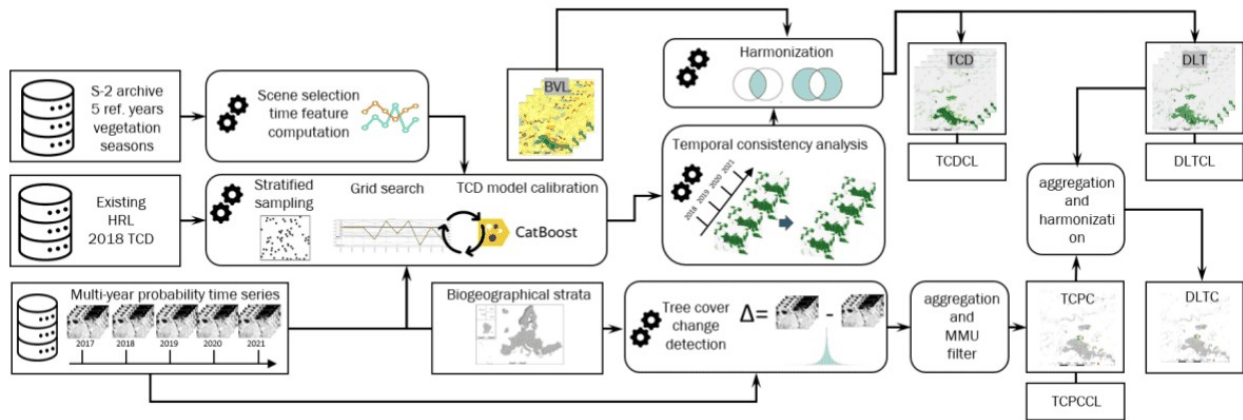 S-2 archive
5 ref. years
vegetation
seasons
Scene selection
time feature
computation
BVL
Harmonization
TCD
TCDCL
DLT
DLTCL
Existing
HRL
2018 TCD
Stratified
sampling
Grid search
TCD model calibration
CatBoost
Temporal consistency analysis
2018 2019 2020 2021
aggregation
and
harmonizati
on
Multi-year probability time series
2017 2018 2019 2020 2021
Biogeographical strata
Tree cover
change
detection
Δ= -
aggregation
and
MMU
filter
TCPC
TCPCCL
DLTC